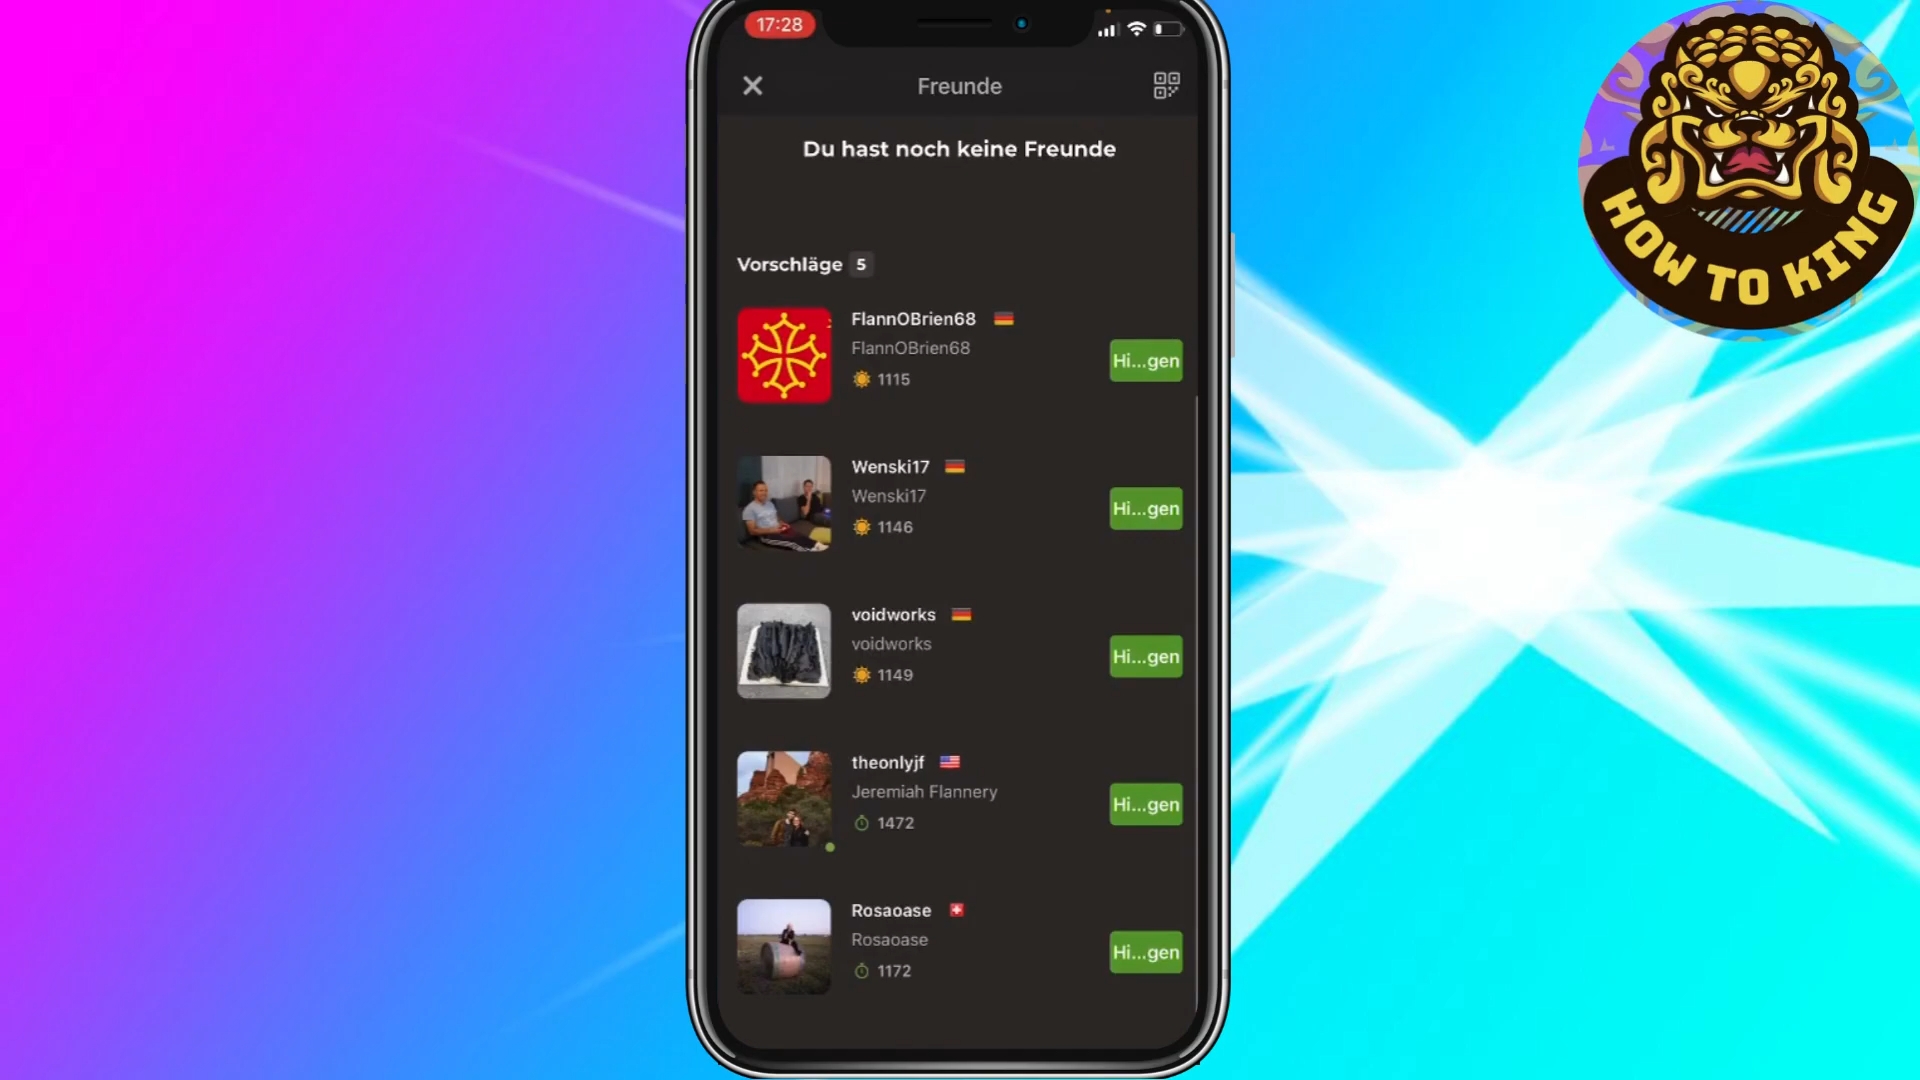 17:28
Freunde
Du hast noch keine Freunde
Vorschläge 5
FlannOBrien68
FlannOBrien68
1115
Hi...gen
Wenski17
Wenski17
1146
Hi...gen
voidworks
voidworks
1149
Hi...gen
theonlyjf
Jeremiah Flannery
1472
Hi...gen
Rosaoase
Rosaoase
1172
Hi...gen
HOW TO KING